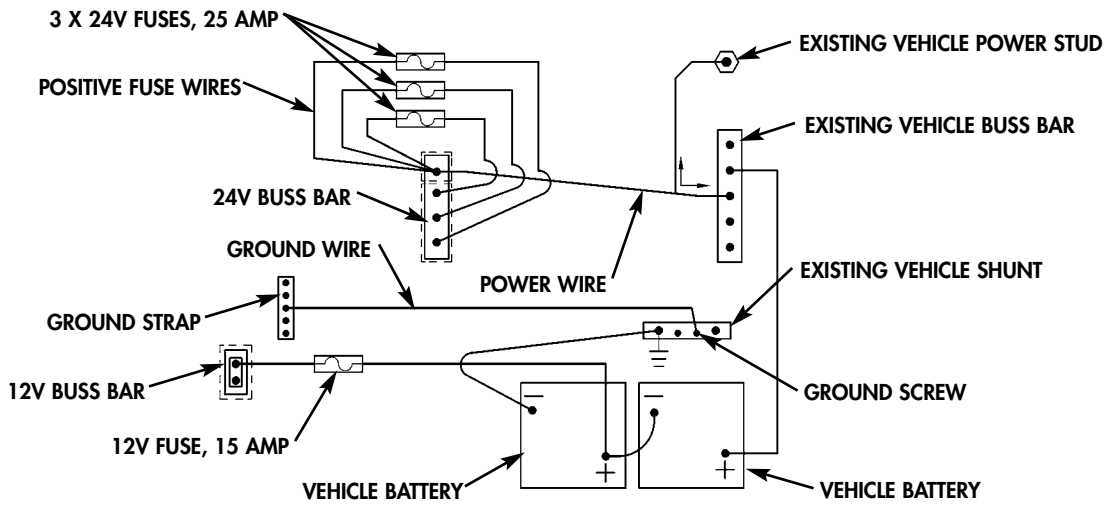 3 X 24V FUSES, 25 AMP
EXISTING VEHICLE POWER STUD
POSITIVE FUSE WIRES
EXISTING VEHICLE BUSS BAR
24V BUSS BAR
GROUND WIRE
POWER WIRE
EXISTING VEHICLE SHUNT
GROUND STRAP
12V BUSS BAR
GROUND SCREW
12V FUSE, 15 AMP
VEHICLE BATTERY
VEHICLE BATTERY